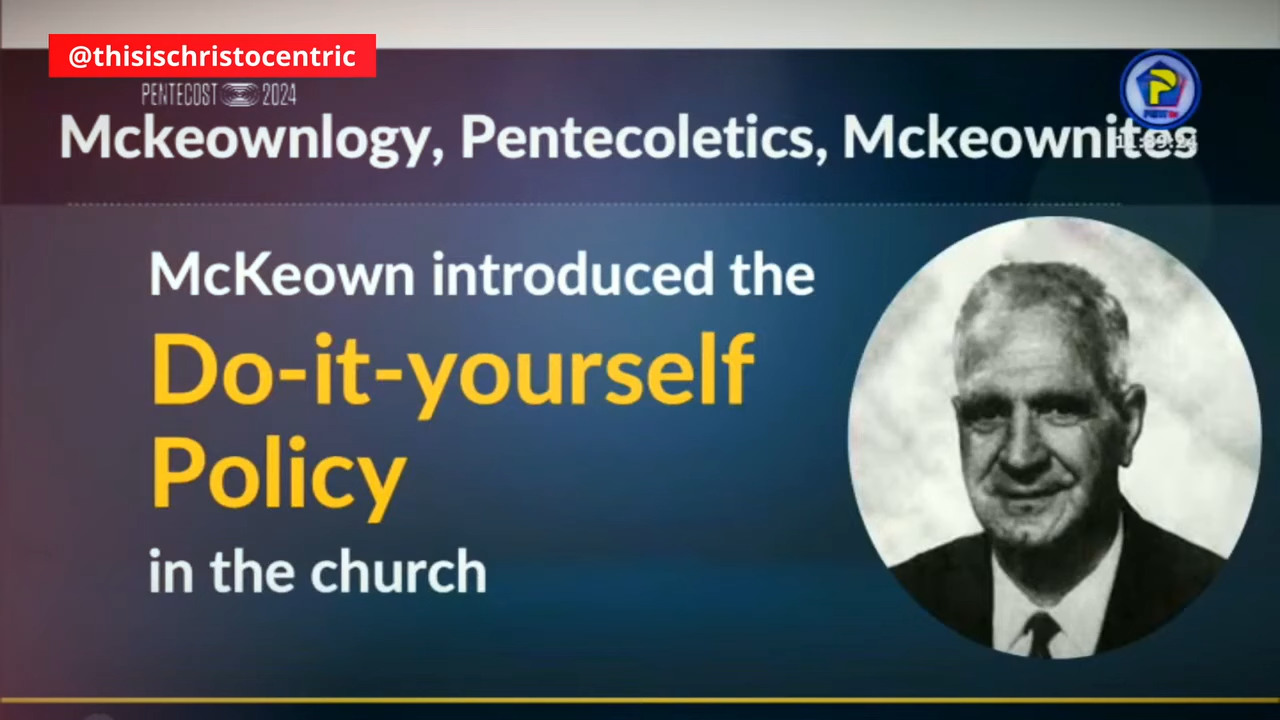 @thisischristocentric
PENTECOST 2024
Mckeownlogy, Pentecoletics, Mckeownites
McKeown introduced the
Do-it-yourself
Policy
in the church